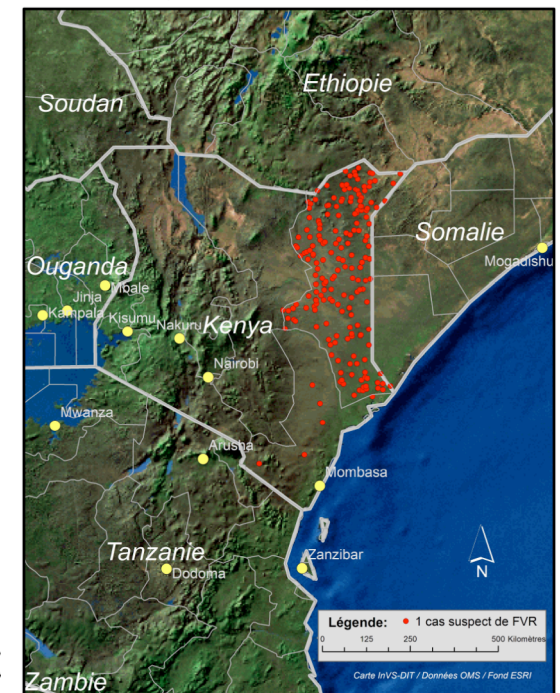 Ethiopie
Soudan
Somalie
Mogadishu
Ouganda
Mbale
Jinja
Kampala
Kisumu
Nakuru
Kenya
Nairobi
Mwanza
Arusha
Mombasa
Tanzanie
Zanzibar
Dodoma
N
Légende: 1 cas suspect de FVR
0 125 250 500 Kilomètres
Carte InVS-DIT / Données OMS / Fond ESRI
Zambie